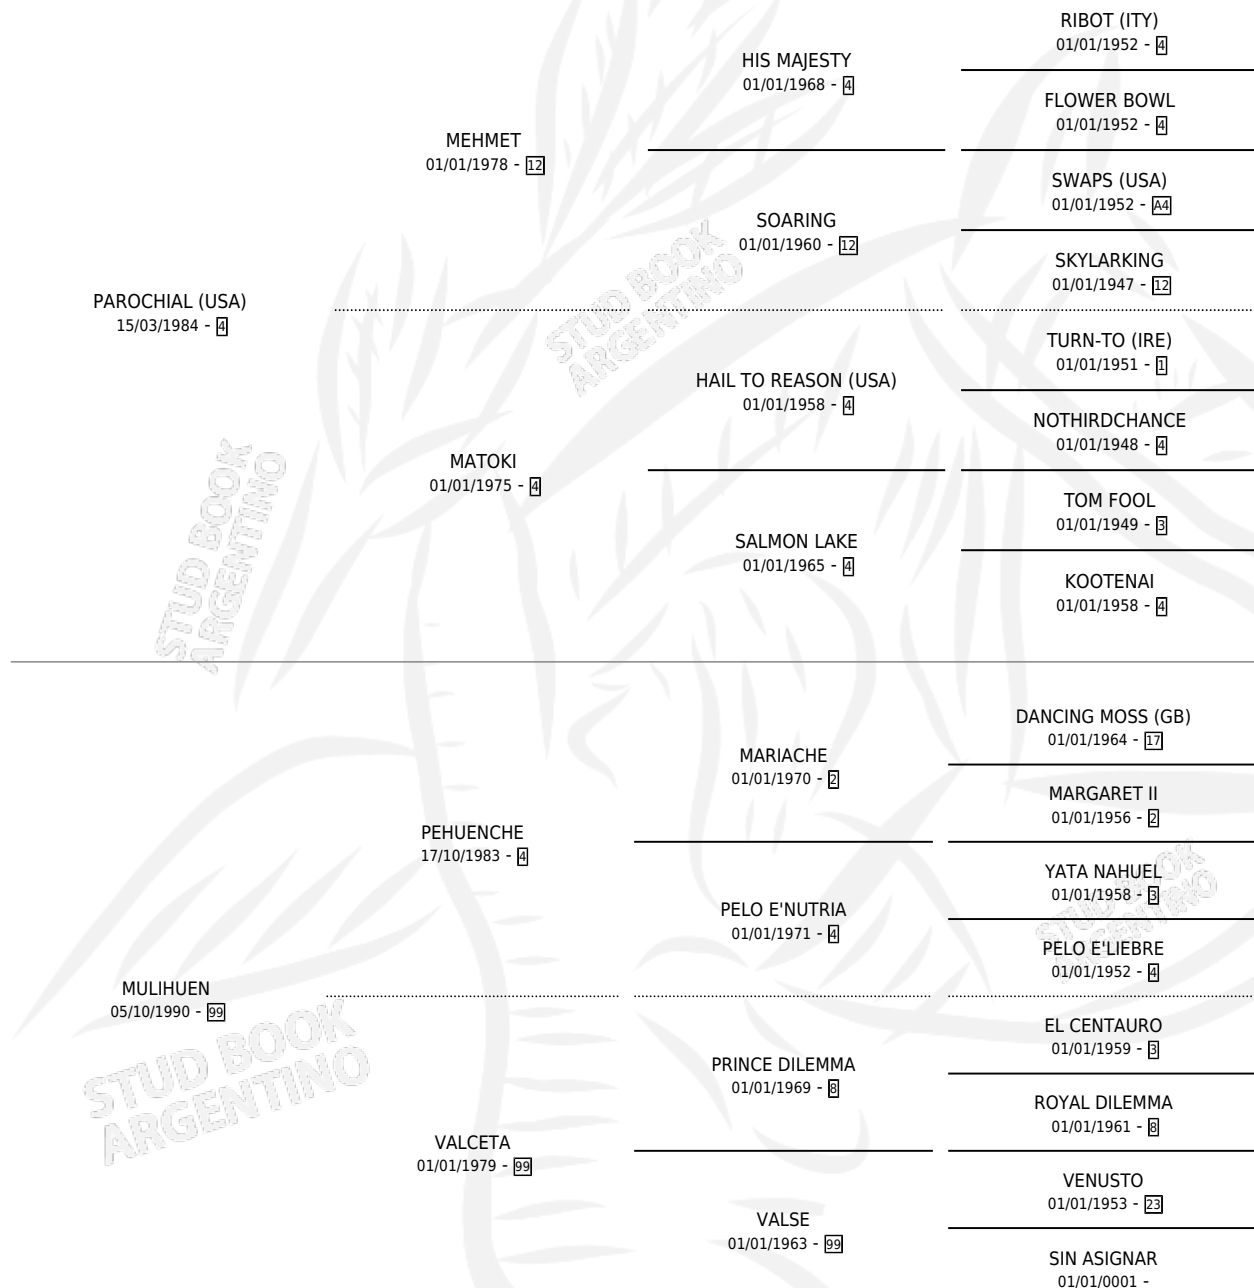 RIBOT (ITY)
01/01/1952 - 4
HIS MAJESTY
01/01/1968 - 4
FLOWER BOWL
01/01/1952 - 4
MEHMET
01/01/1978 - 12
SWAPS (USA)
01/01/1952 - A4
SOARING
01/01/1960 - 12
SKYLARKING
01/01/1947 - 12
PAROCHIAL (USA)
15/03/1984 - 4
TURN-TO (IRE)
01/01/1951 - 1
HAIL TO REASON (USA)
01/01/1958 - 4
NOTHIRDCHANCE
01/01/1948 - 4
MATOKI
01/01/1975 - 4
TOM FOOL
01/01/1949 - 3
SALMON LAKE
01/01/1965 - 4
KOOTENAI
01/01/1958 - 4
DANCING MOSS (GB)
01/01/1964 - 17
MARIACHE
01/01/1970 - 2
MARGARET II
01/01/1956 - 2
PEHUENCHE
17/10/1983 - 4
YATA NAHUEL
01/01/1958 - 3
PELO E'NUTRIA
01/01/1971 - 4
PELO E'LIEBRE
01/01/1952 - 4
MULIHUEN
05/10/1990 - 99
EL CENTAURO
01/01/1959 - 3
PRINCE DILEMMA
01/01/1969 - 8
ROYAL DILEMMA
01/01/1961 - 8
VALCETA
01/01/1979 - 99
VENUSTO
01/01/1953 - 23
VALSE
01/01/1963 - 99
SIN ASIGNAR
01/01/0001 -
STUD BOOK
ARGENTINO
STUD BOOK
ARGENTINO
STUD BOOK
ARGENTINO
STUD BOOK
ARGENTINO